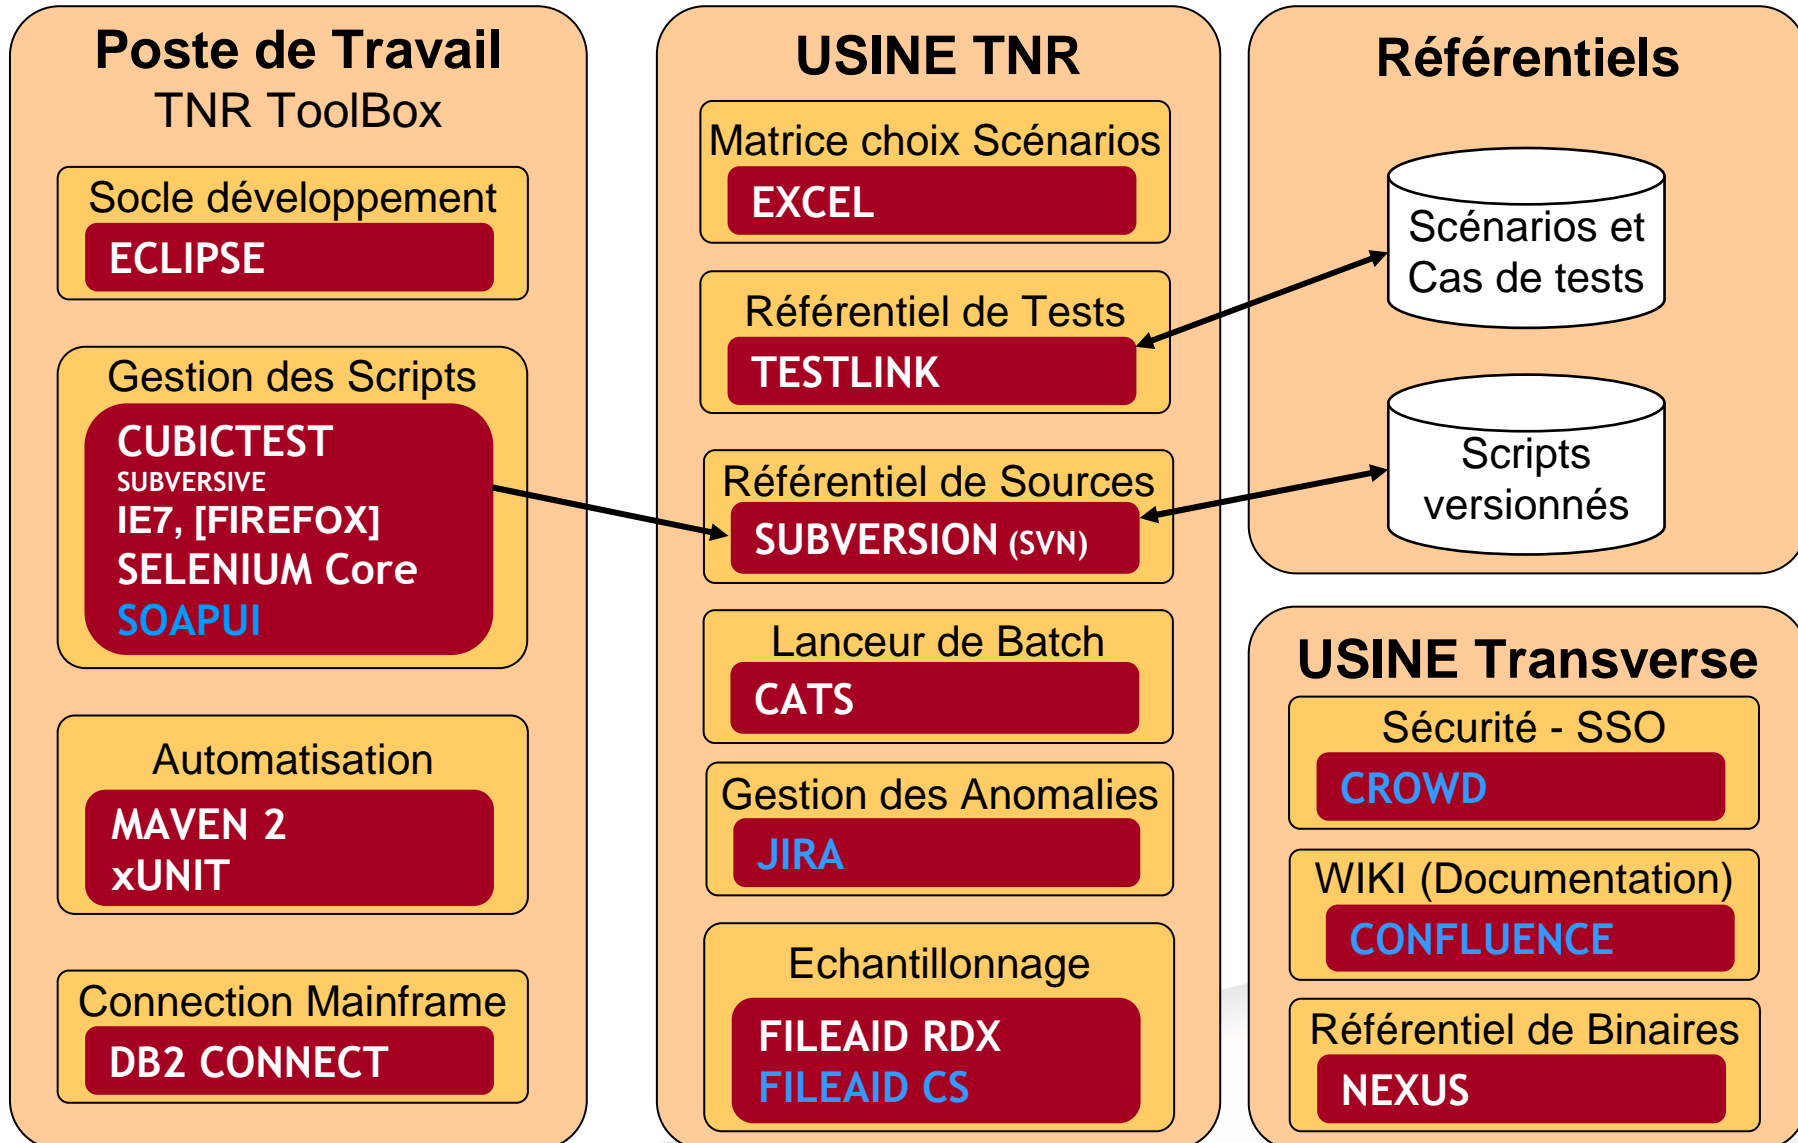 Poste de Travail
TNR ToolBox
Socle développement
ECLIPSE
Gestion des Scripts
CUBICTEST
SUBVERSIVE
IE7, [FIREFOX]
SELENIUM Core
SOAPUI
Automatisation
MAVEN 2
xUNIT
Connection Mainframe
DB2 CONNECT
USINE TNR
Matrice choix Scénarios
EXCEL
Référentiel de Tests
TESTLINK
Référentiel de Sources
SUBVERSION (SVN)
Lanceur de Batch
CATS
Gestion des Anomalies
JIRA
Echantillonnage
FILEAID RDX
FILEAID CS
Référentiels
Scénarios et
Cas de tests
Scripts
versionnés
USINE Transverse
Sécurité - SSO
CROWD
WIKI (Documentation)
CONFLUENCE
Référentiel de Binaires
NEXUS